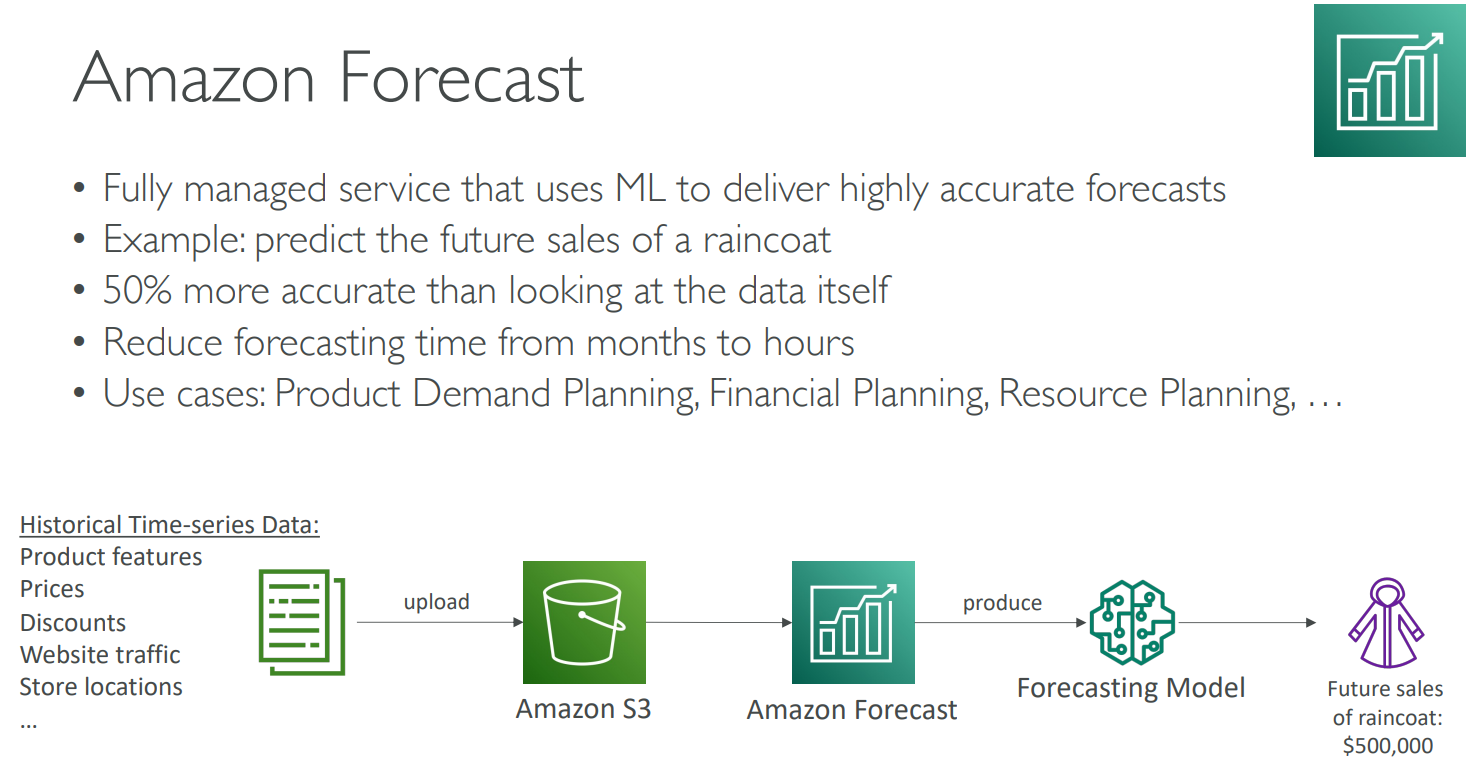 Amazon Forecast
• Fully managed service that uses ML to deliver highly accurate forecasts
• Example: predict the future sales of a raincoat
• 50% more accurate than looking at the data itself
• Reduce forecasting time from months to hours
• Use cases: Product Demand Planning, Financial Planning, Resource Planning, …
Historical Time-series Data:
Product features
Prices
Discounts
Website traffic
Store locations
...
upload
Amazon S3
Amazon Forecast
produce
Forecasting Model
Future sales
of raincoat:
$500,000